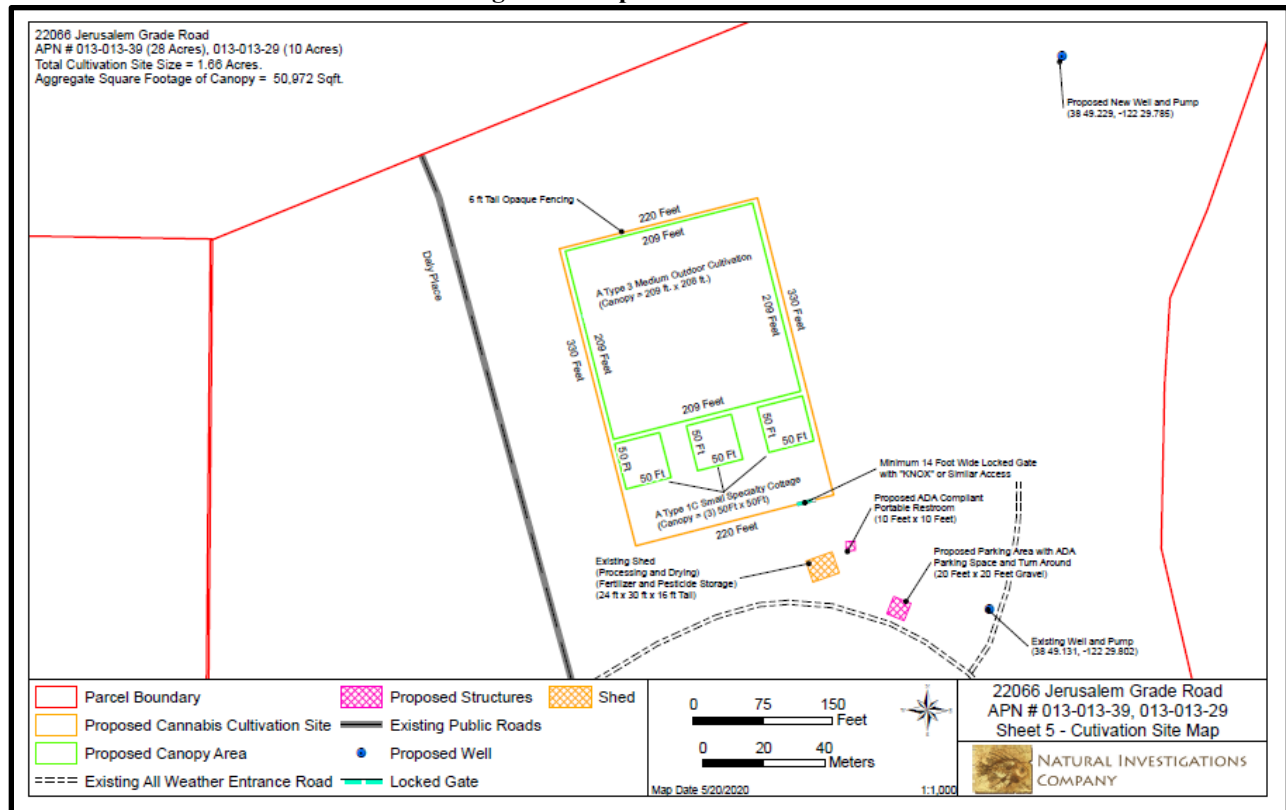 22066 Jerusalem Grade Road
APN # 013-013-39 (28 Acres), 013-013-29 (10 Acres)
Total Cultivation Site Size = 1.66 Acres.
Aggregate Square Footage of Canopy = 50,972 Sqft.
Proposed New Well and Pump
(38 49.229, -122 29.785)
6 ft Tall Opaque Fencing
220 Feet
209 Feet
Daly Place
A Type 3 Medium Outdoor Cultivation
(Canopy = 209 ft. x 208 ft.)
209 Feet
330 Feet
209 Feet
330 Feet
209 Feet
50 Ft
50 Ft
50 Ft
50 Ft
50 Ft
50 Ft
A Type 1C Small Specialty Cottage
(Canopy = (3) 50Ft x 50Ft)
220 Feet
Minimum 14 Foot Wide Locked Gate
with "KNOX" or Similar Access
Proposed ADA Compliant
Portable Restroom
(10 Feet x 10 Feet)
Existing Shed
(Processing and Drying)
(Fertilizer and Pesticide Storage)
(24 ft x 30 ft x 16 ft Tall)
Proposed Parking Area with ADA
Parking Space and Turn Around
(20 Feet x 20 Feet Gravel)
Existing Well and Pump
(38 49.131, -122 29.802)
Parcel Boundary
Proposed Structures
Shed
Proposed Cannabis Cultivation Site
Existing Public Roads
Proposed Canopy Area
Proposed Well
Existing All Weather Entrance Road
Locked Gate
0 75 150
Feet
0 20 40
Meters
Map Date 5/20/2020
1:1,000
22066 Jerusalem Grade Road
APN # 013-013-39, 013-013-29
Sheet 5 - Cutivation Site Map
NATURAL INVESTIGATIONS
COMPANY